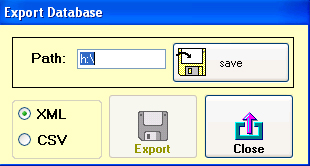 Export Database
Path: h:\ save
XML
CSV
Export
Close